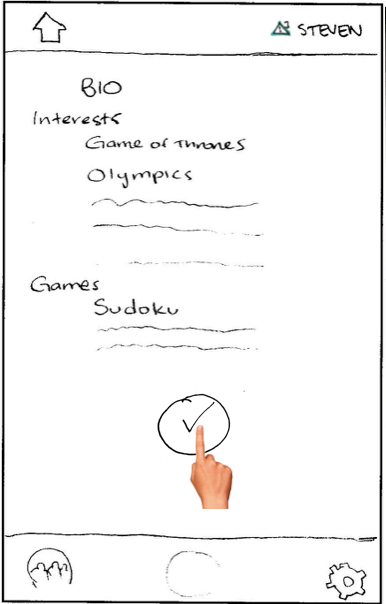 STEVEN
BIO
Interests
Game of Thrones
Olympics
Games
Sudoku